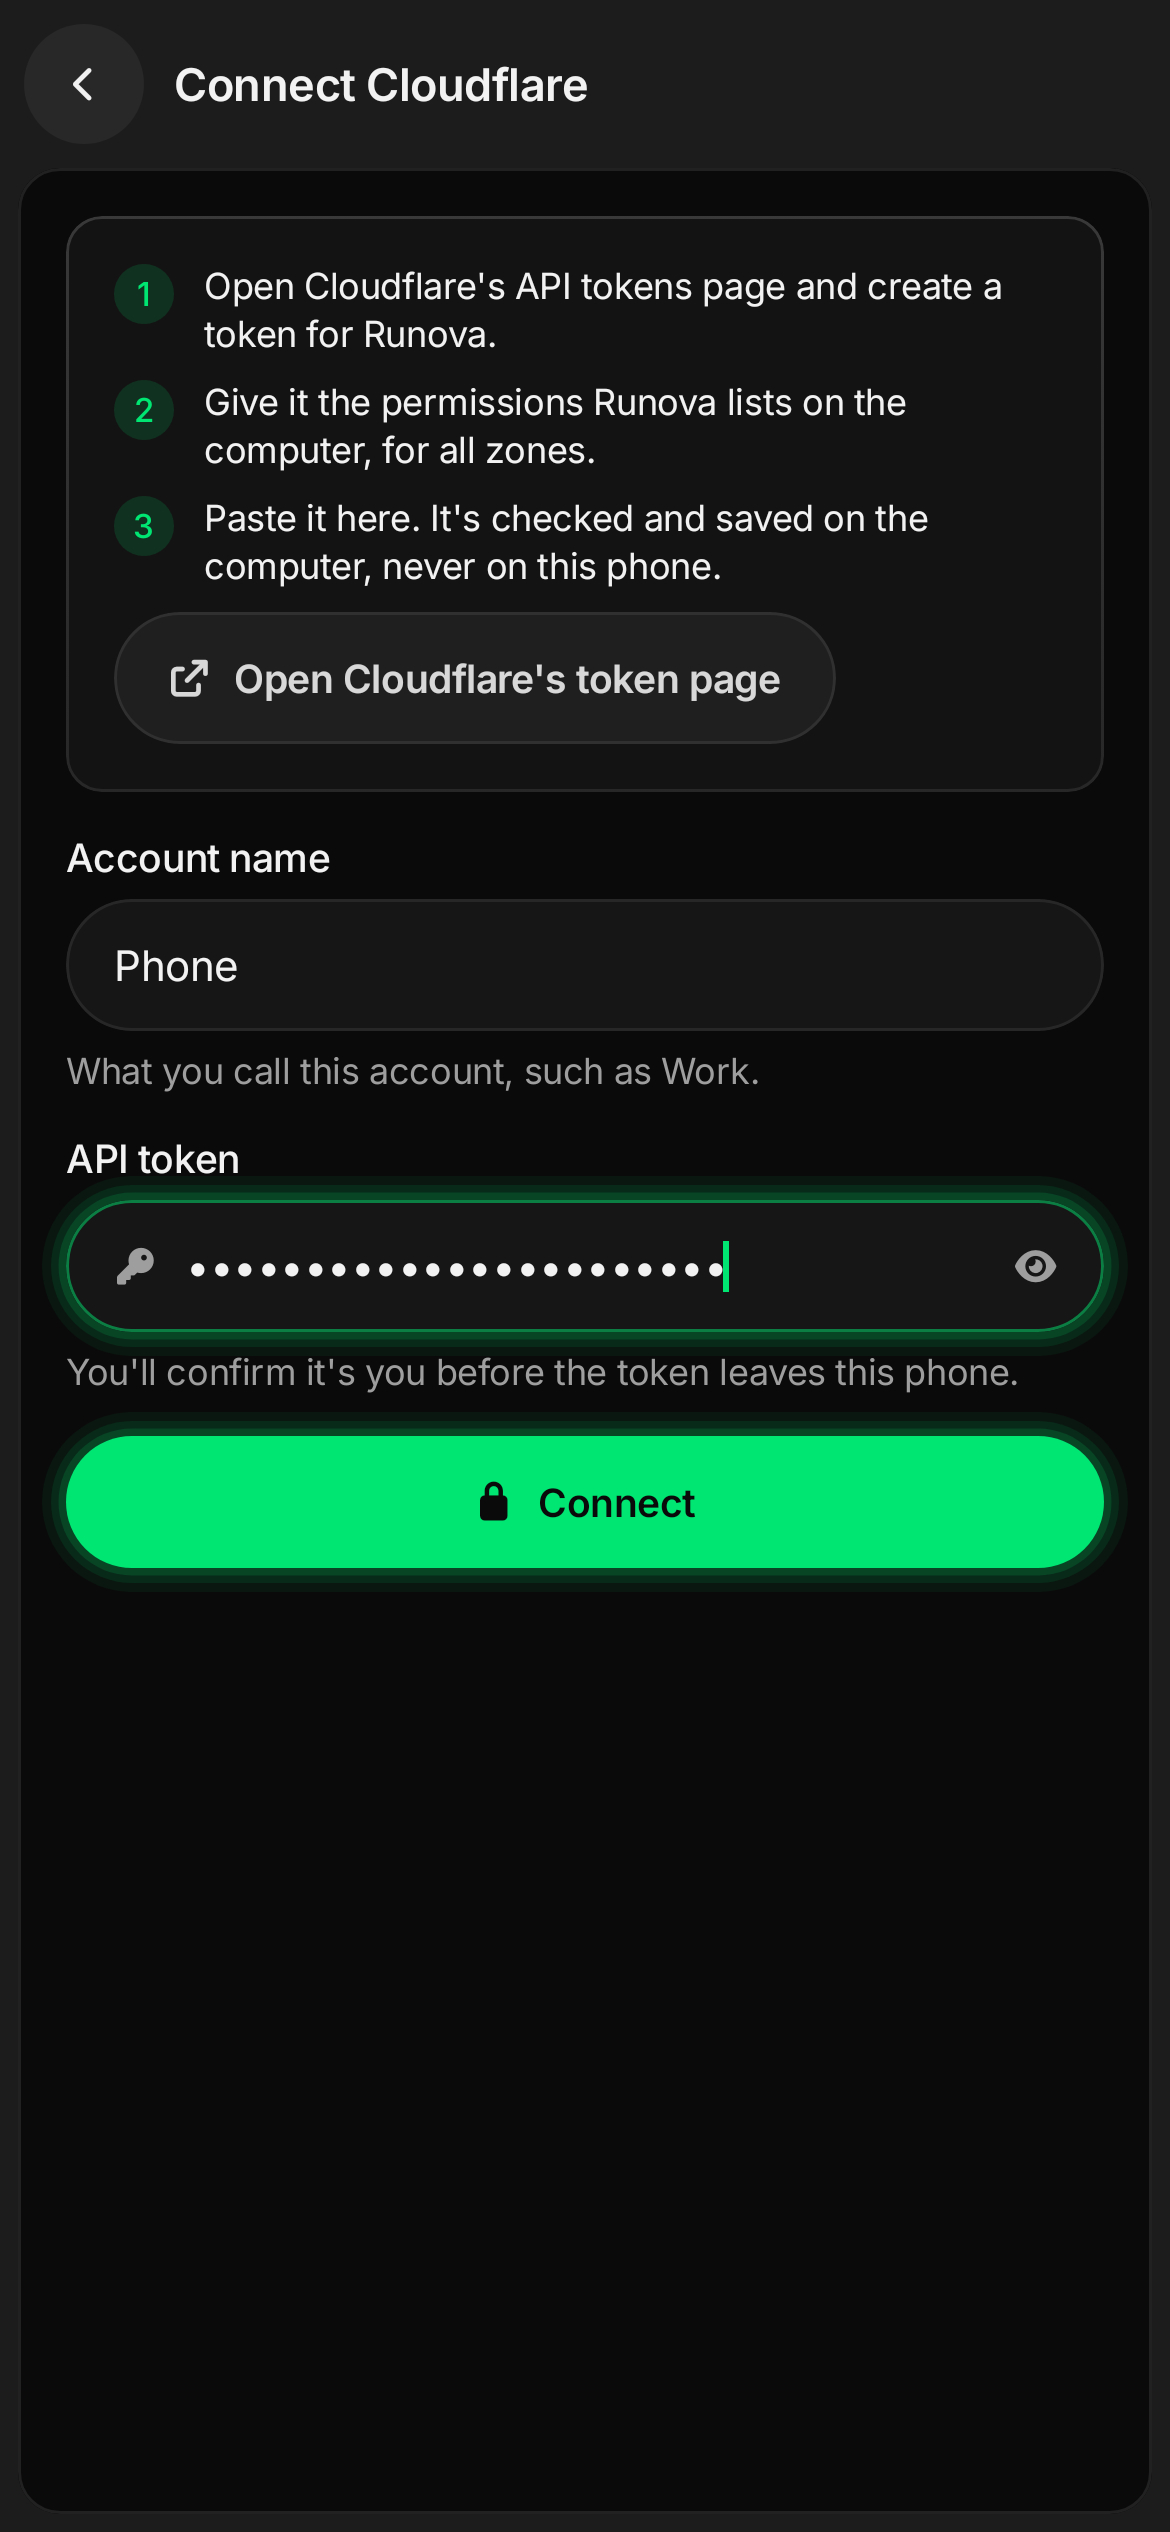 Connect Cloudflare
1 Open Cloudflare's API tokens page and create a
token for Runova.
2 Give it the permissions Runova lists on the
computer, for all zones.
3 Paste it here. It's checked and saved on the
computer, never on this phone.
Open Cloudflare's token page
Account name
Phone
What you call this account, such as Work.
API token
•••••••••••••••••••••••
You'll confirm it's you before the token leaves this phone.
Connect